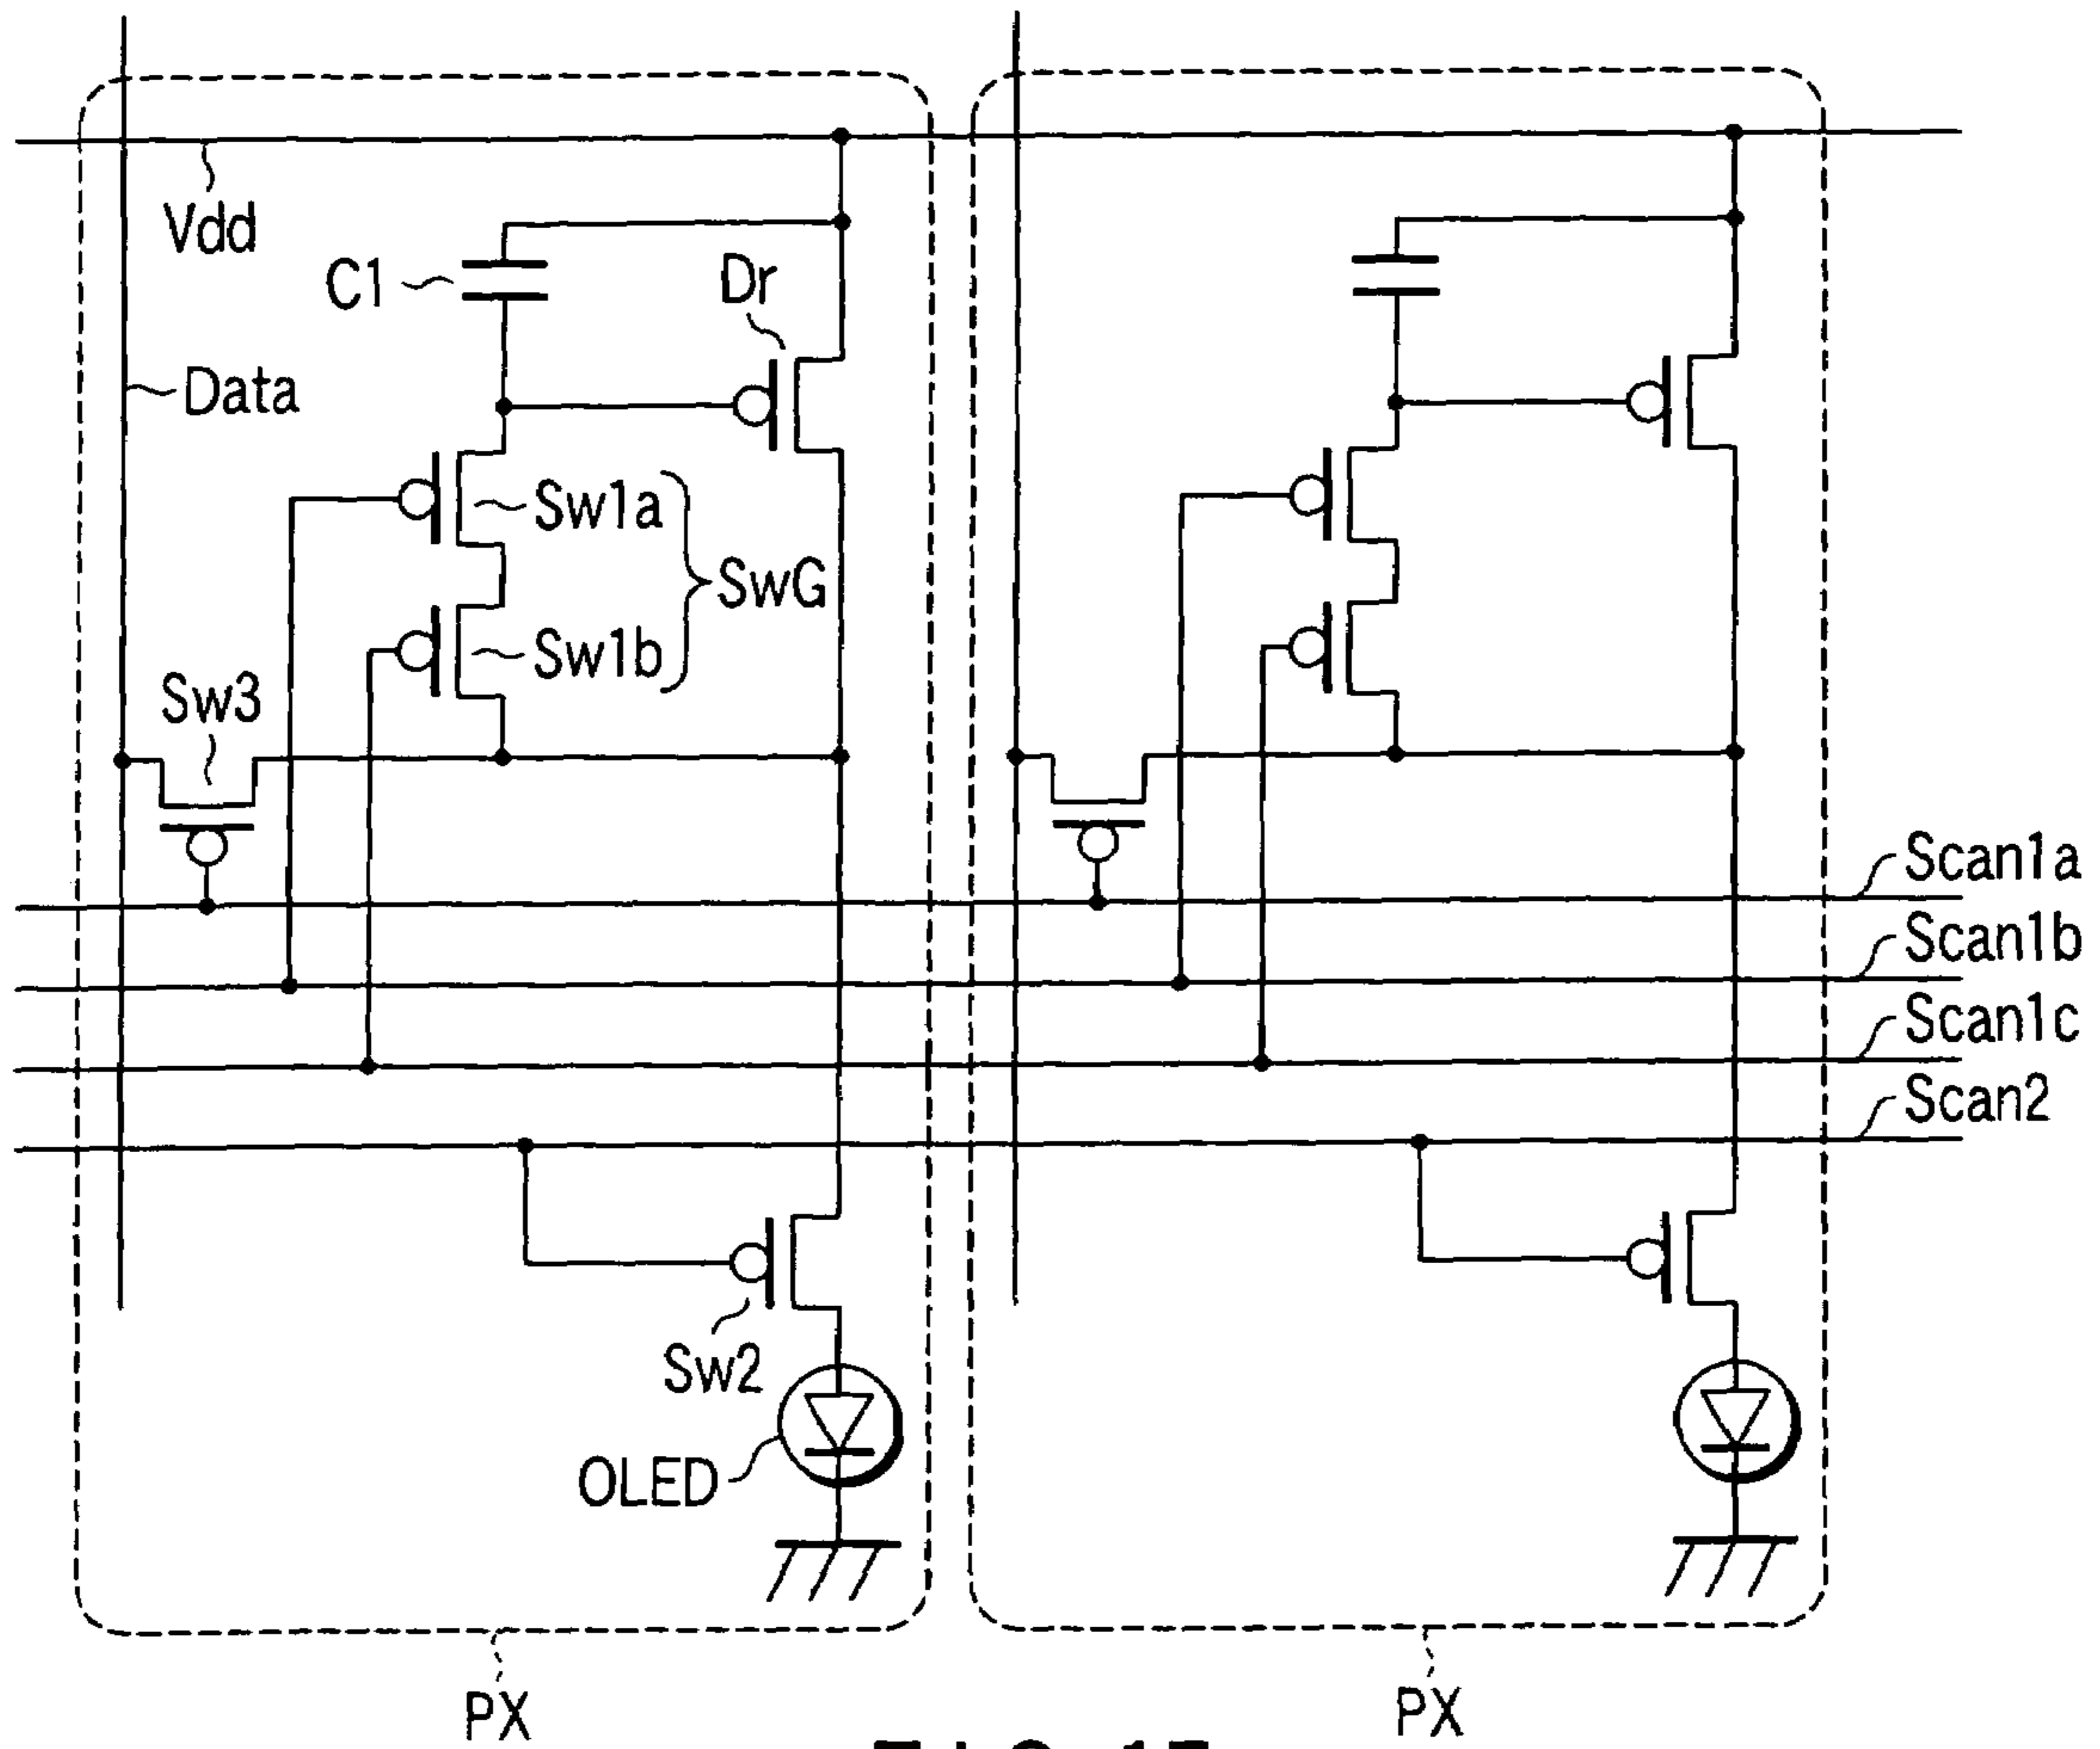 Vdd
C1
Dr
Data
Sw1a
SwG
Sw1b
Sw3
Scan1a
Scan1b
Scan1c
Scan2
Sw2
OLED
PX
PX